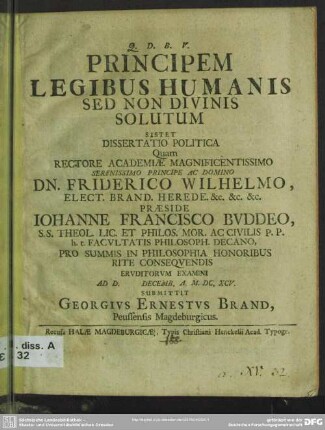 Q. D. B. V.
PRINCIPEM
LEGIBUS HUMANIS
SED NON DIVINIS
SOLUTUM
SISTET
DISSERTATIO POLITICA
Quam
RECTORE ACADEMIÆ MAGNIFICENTISSIMO
SERENISSIMO PRINCIPE AC DOMINO
DN. FRIDERICO WILHELMO,
ELECT. BRAND. HEREDE. &c. &c. &c.
PRÆSIDE
IOHANNE FRANCISCO BVDDEO,
S.S. THEOL. LIC. ET PHILOS. MOR. AC CIVILIS P. P.
h. t. FACVLTATIS PHILOSOPH. DECANO,
PRO SUMMIS IN PHILOSOPHIA HONORIBUS
RITE CONSEQVENDIS
ERVDITORVM EXAMINI
AD D. DECEMB. A. M. DC. XCV.
SUBMITTIT
GEORGIVS ERNESTVS BRAND,
Peussensis Magdeburgicus.
Recusa HALÆ MAGDEBURGICÆ, Typis Christiani Henckelii Acad. Typogr.
diss. A
32